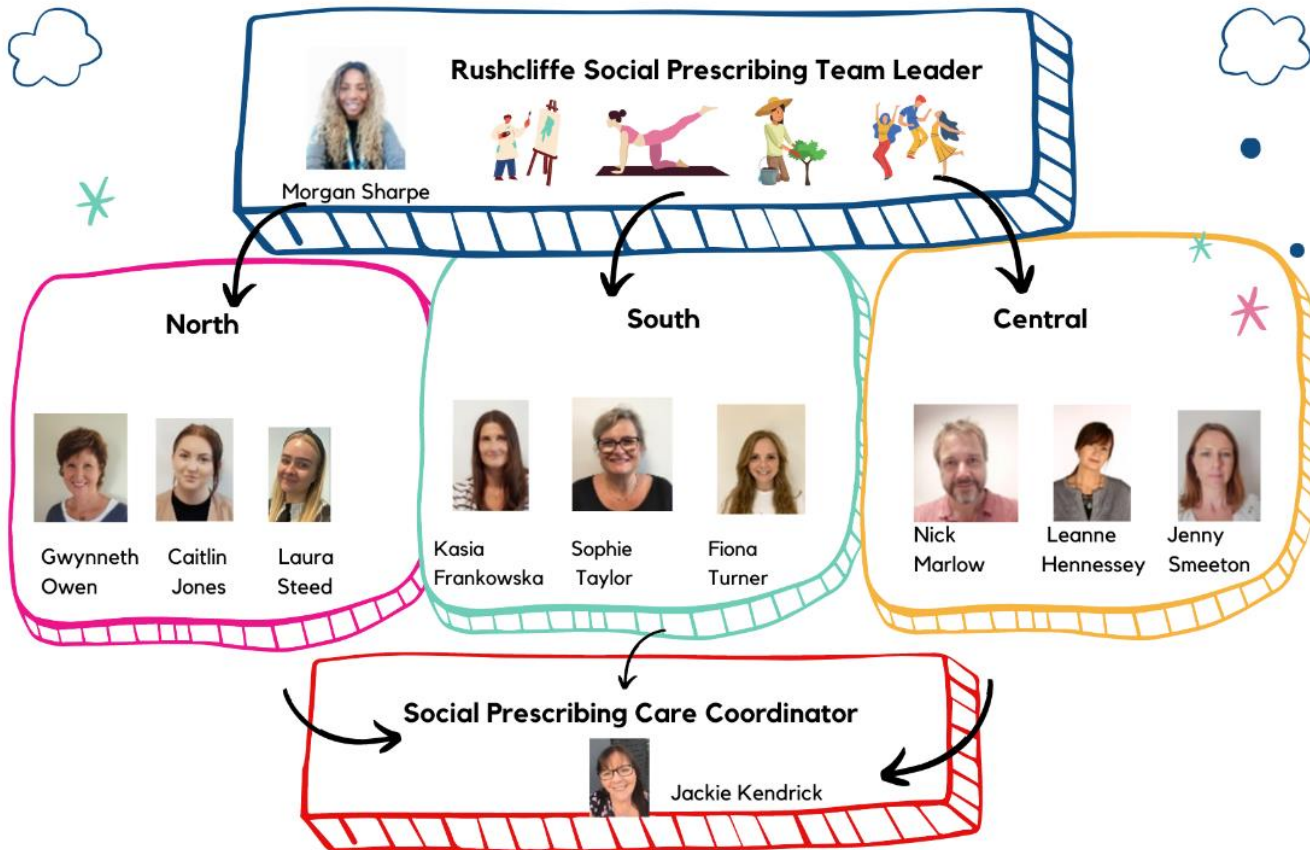 Rushcliffe Social Prescribing Team Leader
Morgan Sharpe
North
Gwynneth
Owen
Caitlin
Jones
Laura
Steed
South
Kasia
Frankowska
Sophie
Taylor
Fiona
Turner
Central
Nick
Marlow
Leanne
Hennessey
Jenny
Smeeton
Social Prescribing Care Coordinator
Jackie Kendrick